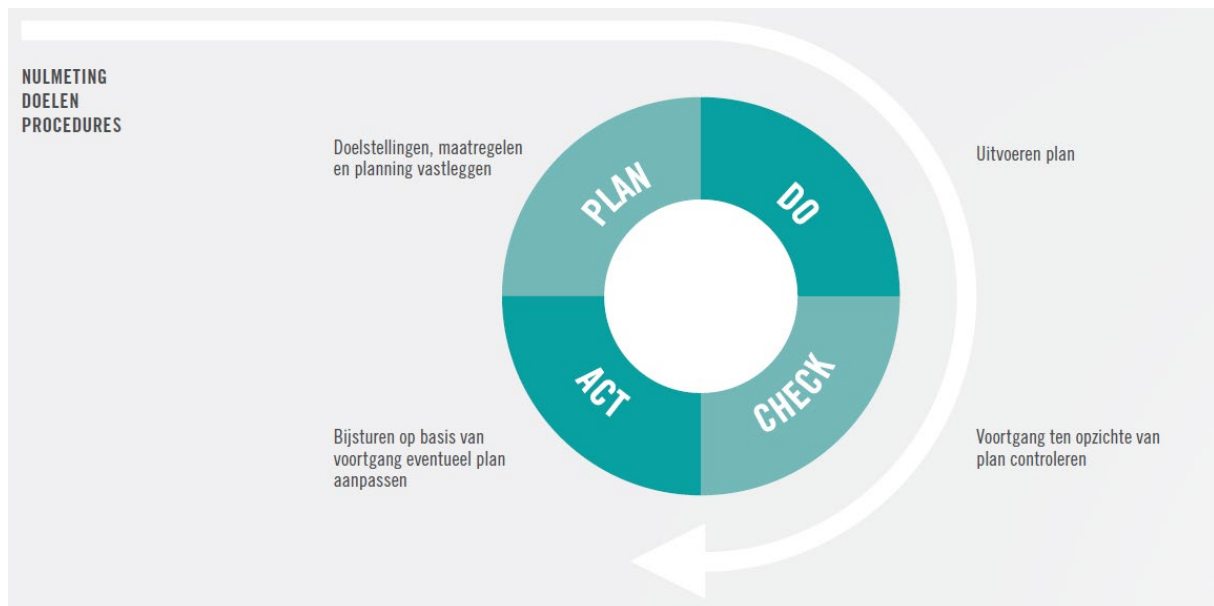 NULMETING
DOELEN
PROCEDURES
Doelstellingen, maatregelen
en planning vastleggen
PLAN
DO
Uitvoeren plan
ACT
CHECK
Bijsturen op basis van
voortgang eventueel plan
aanpassen
Voortgang ten opzichte van
plan controleren